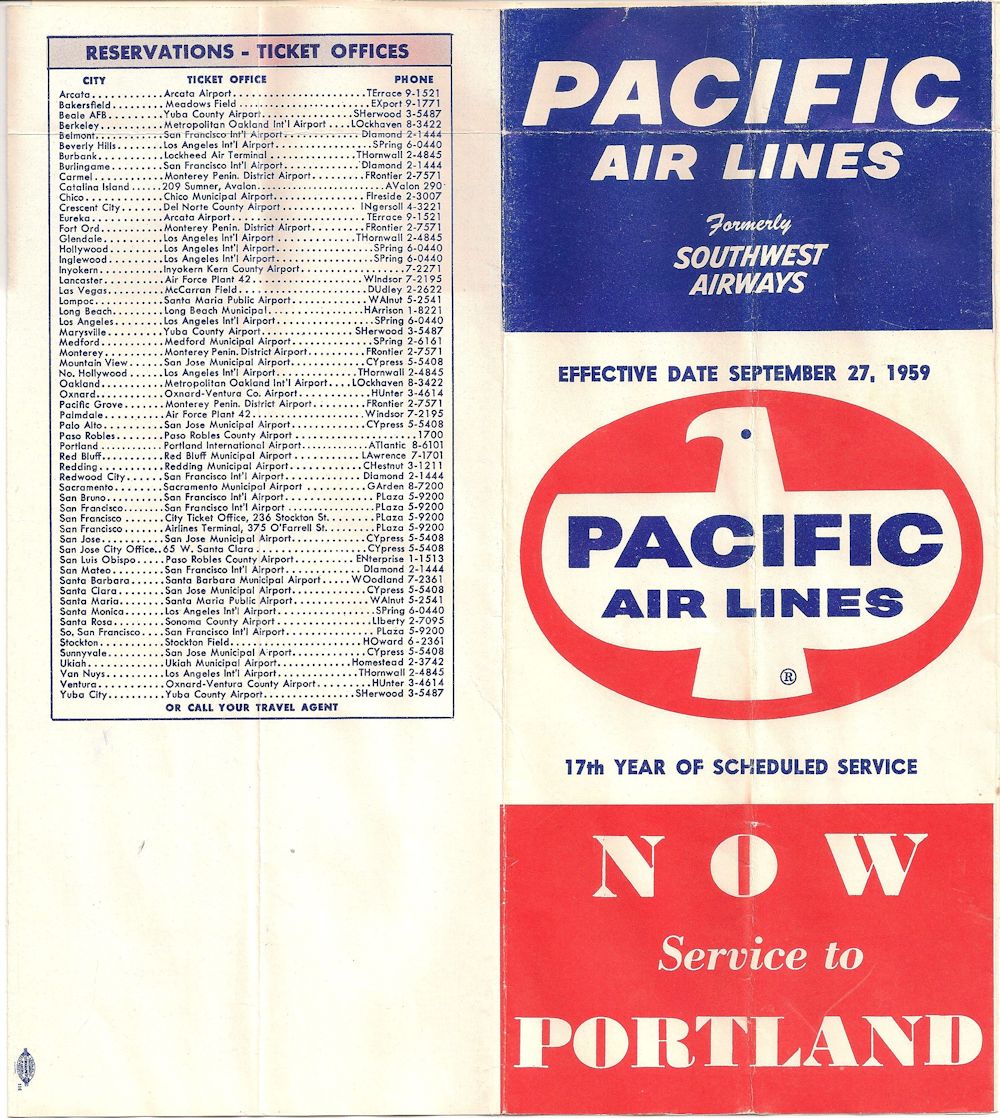 RESERVATIONS - TICKET OFFICES
CITY TICKET OFFICE PHONE
Arcata..........Arcata Airport..........TErrace 9-1521
Bakersfield..........Meadows Field..........EXport 9-1771
Beale AFB..........Yuba County Airport..........SHerwood 3-5487
Berkeley..........Metropolitan Oakland Int'l Airport....LOckhaven 8-3422
Belmont..........San Francisco Int'l Airport..........DIamond 2-1444
Beverly Hills..........Los Angeles Int'l Airport..........SPring 6-0440
Burbank..........Lockheed Air Terminal..........THornwall 2-4845
Burlingame..........San Francisco Int'l Airport..........DIamond 2-1444
Carmel..........Monterey Penin. District Airport..........FRontier 2-7571
Catalina Island......209 Sumner, Avalon..........AValon 290
Chico..........Chico Municipal Airport..........FIreside 2-3007
Crescent City..........Del Norte County Airport..........INgersoll 4-3221
Eureka..........Arcata Airport..........TErrace 9-1521
Fort Ord..........Monterey Penin. District Airport..........FRontier 2-7571
Glendale..........Los Angeles Int'l Airport..........THornwall 2-4845
Hollywood..........Los Angeles Int'l Airport..........SPring 6-0440
Inglewood..........Los Angeles Int'l Airport..........SPring 6-0440
Inyokern..........Inyokern Kern County Airport..........7-2271
Lancaster..........Air Force Plant 42..........WIndsor 7-2195
Las Vegas..........McCarran Field..........DUdley 2-2622
Lompoc..........Santa Maria Public Airport..........WAlnut 5-2541
Long Beach..........Long Beach Municipal..........HArrison 1-8221
Los Angeles..........Los Angeles Int'l Airport..........SPring 6-0440
Marysville..........Yuba County Airport..........SHerwood 3-5487
Medford..........Medford Municipal Airport..........SPring 2-6161
Monterey..........Monterey Penin. District Airport..........FRontier 2-7571
Mountain View......San Jose Municipal Airport..........CYpress 5-5408
No. Hollywood......Los Angeles Int'l Airport..........THornwall 2-4845
Oakland..........Metropolitan Oakland Int'l Airport....LOckhaven 8-3422
Oxnard..........Oxnard-Ventura Co. Airport..........HUnter 3-4614
Pacific Grove......Monterey Penin. District Airport..........FRontier 2-7571
Palmdale..........Air Force Plant 42..........Windsor 7-2195
Palo Alto..........San Jose Municipal Airport..........CYpress 5-5408
Paso Robles..........Paso Robles County Airport..........1700
Portland..........Portland International Airport..........ATlantic 8-6101
Red Bluff..........Red Bluff Municipal Airport..........LAwrence 7-1701
Redding..........Redding Municipal Airport..........CHestnut 3-1211
Redwood City......San Francisco Int'l Airport..........Diamond 2-1444
Sacramento..........Sacramento Municipal Airport..........GArden 8-7200
San Bruno..........San Francisco Int'l Airport..........PLaza 5-9200
San Francisco......San Francisco Int'l Airport..........PLaza 5-9200
San Francisco......City Ticket Office, 236 Stockton St..........PLaza 5-9200
San Francisco......Airlines Terminal, 375 O'Farrell St..........PLaza 5-9200
San Jose..........San Jose Municipal Airport..........CYpress 5-5408
San Jose City Office..65 W. Santa Clara..........CYpress 5-5408
San Luis Obispo.....Paso Robles County Airport..........ENterprise 1-1513
San Mateo..........San Francisco Int'l Airport..........DIamond 2-1444
Santa Barbara......Santa Barbara Municipal Airport.....WOodland 7-2361
Santa Clara..........San Jose Municipal Airport..........CYpress 5-5408
Santa Maria..........Santa Maria Public Airport..........WAlnut 5-2541
Santa Monica......Los Angeles Int'l Airport..........SPring 6-0440
Santa Rosa..........Sonoma County Airport..........LIberty 2-7095
So. San Francisco....San Francisco Int'l Airport..........PLaza 5-9200
Stockton..........Stockton Field..........HOward 6-2361
Sunnyvale..........San Jose Municipal Airport..........CYpress 5-5408
Ukiah..........Ukiah Municipal Airport..........Homestead 2-3742
Van Nuys..........Los Angeles Int'l Airport..........THornwall 2-4845
Ventura..........Oxnard-Ventura County Airport..........HUnter 3-4614
Yuba City..........Yuba County Airport..........SHerwood 3-5487
OR CALL YOUR TRAVEL AGENT
PACIFIC
AIR LINES
Formerly
SOUTHWEST
AIRWAYS
EFFECTIVE DATE SEPTEMBER 27, 1959
PACIFIC
AIR LINES
®
17th YEAR OF SCHEDULED SERVICE
NOW
Service to
PORTLAND